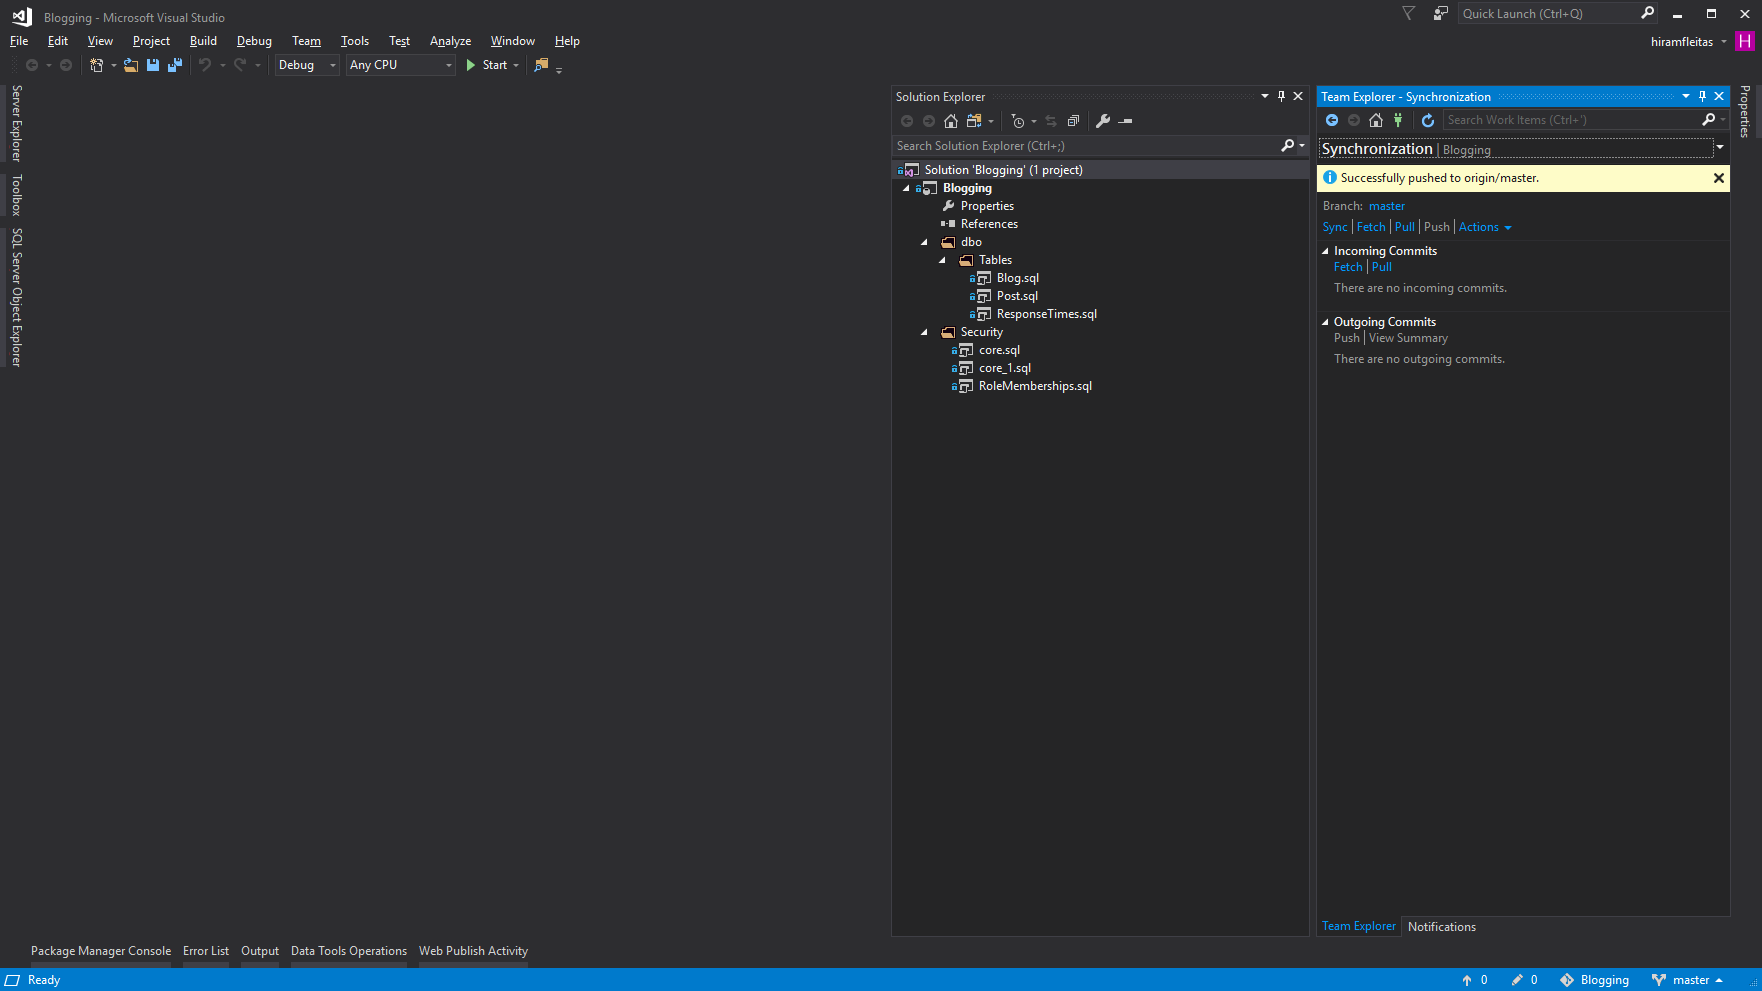 Blogging - Microsoft Visual Studio
Quick Launch (Ctrl+Q)
File Edit View Project Build Debug Team Tools Test Analyze Window Help
hiramfleitas H
Debug Any CPU Start
Server Explorer
Toolbox
SQL Server Object Explorer
Solution Explorer
Search Solution Explorer (Ctrl+;)
Solution 'Blogging' (1 project)
Blogging
Properties
References
dbo
Tables
Blog.sql
Post.sql
ResponseTimes.sql
Security
core.sql
core_1.sql
RoleMemberships.sql
Team Explorer - Synchronization
Search Work Items (Ctrl+')
Synchronization | Blogging
Successfully pushed to origin/master.
Branch: master
Sync | Fetch | Pull | Push | Actions
Incoming Commits
Fetch | Pull
There are no incoming commits.
Outgoing Commits
Push | View Summary
There are no outgoing commits.
Team Explorer Notifications
Properties
Package Manager Console Error List Output Data Tools Operations Web Publish Activity
Ready 0 0 Blogging master